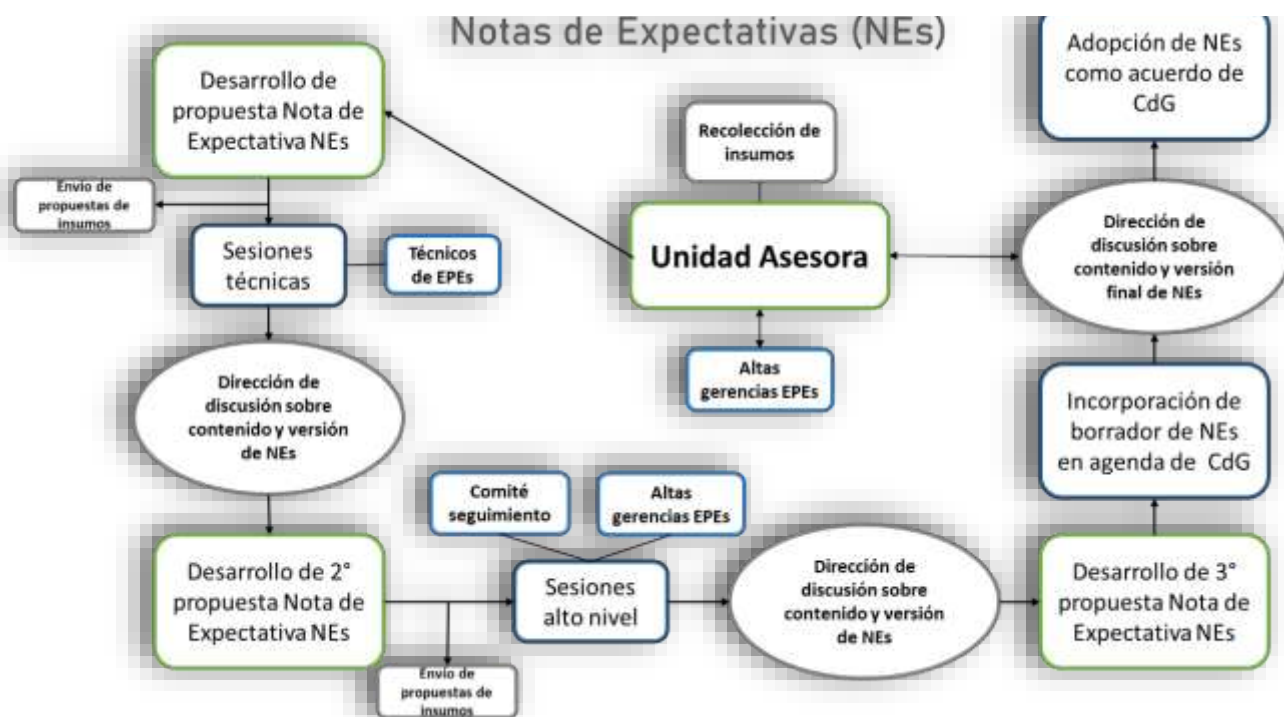 Notas de Expectativas (NEs)
Desarrollo de
propuesta Nota de
Expectativa NEs
Envío de
propuestas de
insumos
Sesiones
técnicas
Técnicos
de EPEs
Dirección de
discusión sobre
contenido y versión
de NEs
Desarrollo de 2°
propuesta Nota de
Expectativa NEs
Envío de
propuestas de
insumos
Comité
seguimiento
Altas
gerencias EPEs
Sesiones
alto nivel
Dirección de
discusión sobre
contenido y versión
de NEs
Desarrollo de 3°
propuesta Nota de
Expectativa NEs
Incorporación de
borrador de NEs
en agenda de CdG
Dirección de
discusión sobre
contenido y versión
final de NEs
Adopción de NEs
como acuerdo de
CdG
Recolección de
insumos
Unidad Asesora
Altas
gerencias EPEs